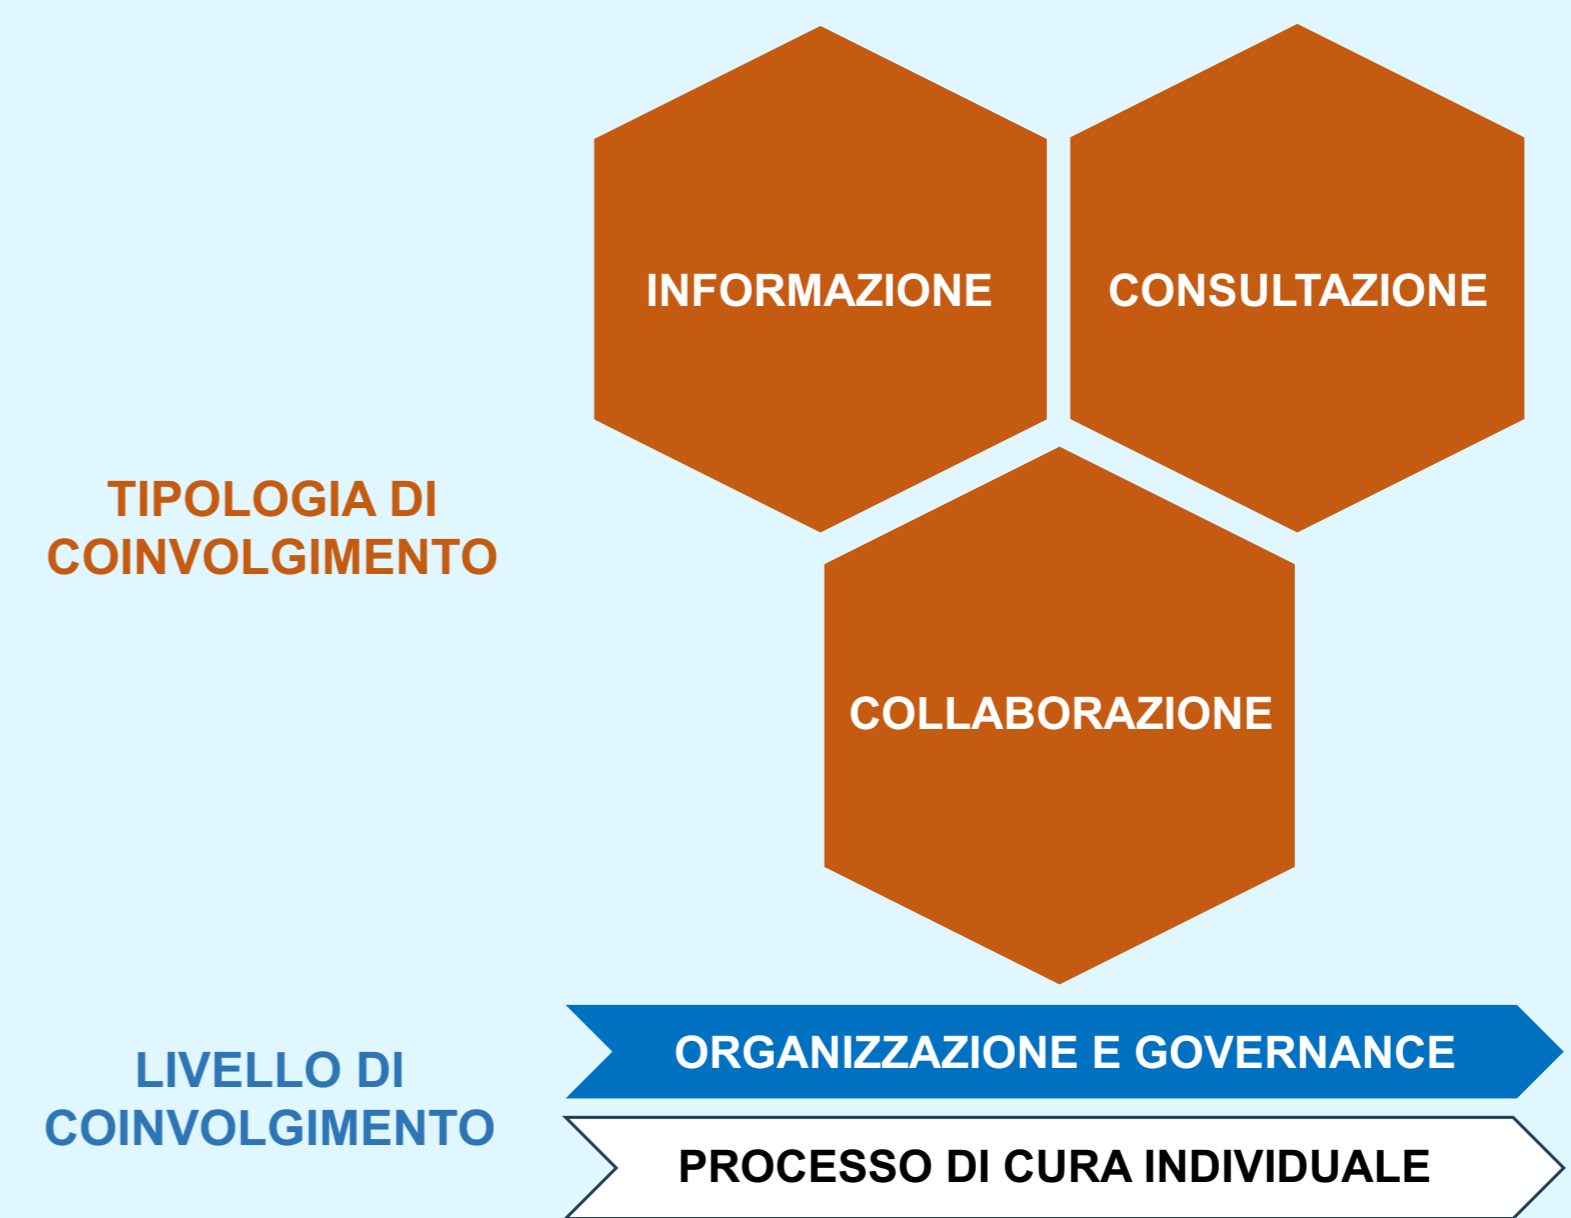 INFORMAZIONE
CONSULTAZIONE
TIPOLOGIA DI
COINVOLGIMENTO
COLLABORAZIONE
LIVELLO DI
COINVOLGIMENTO
ORGANIZZAZIONE E GOVERNANCE
PROCESSO DI CURA INDIVIDUALE